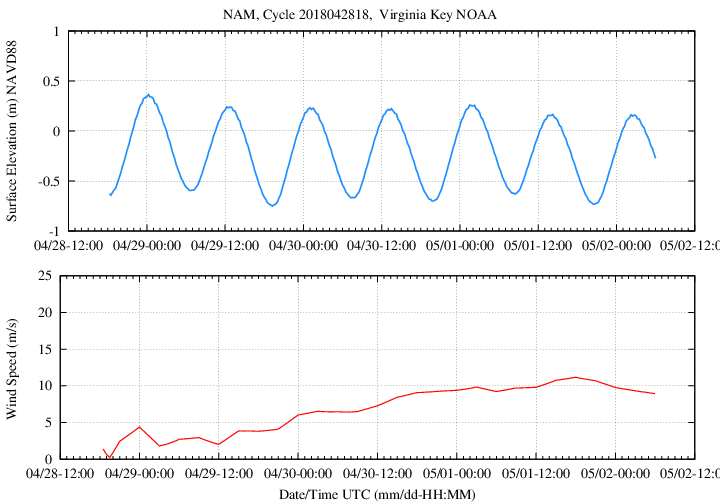 NAM, Cycle 2018042818,  Virginia Key NOAA
Surface Elevation (m) NAVD88
1
0.5
0
-0.5
-1
04/28-12:00 04/29-00:00 04/29-12:00 04/30-00:00 04/30-12:00 05/01-00:00 05/01-12:00 05/02-00:00 05/02-12:0
Wind Speed (m/s)
25
20
15
10
5
0
04/28-12:00 04/29-00:00 04/29-12:00 04/30-00:00 04/30-12:00 05/01-00:00 05/01-12:00 05/02-00:00 05/02-12:0
Date/Time UTC (mm/dd-HH:MM)